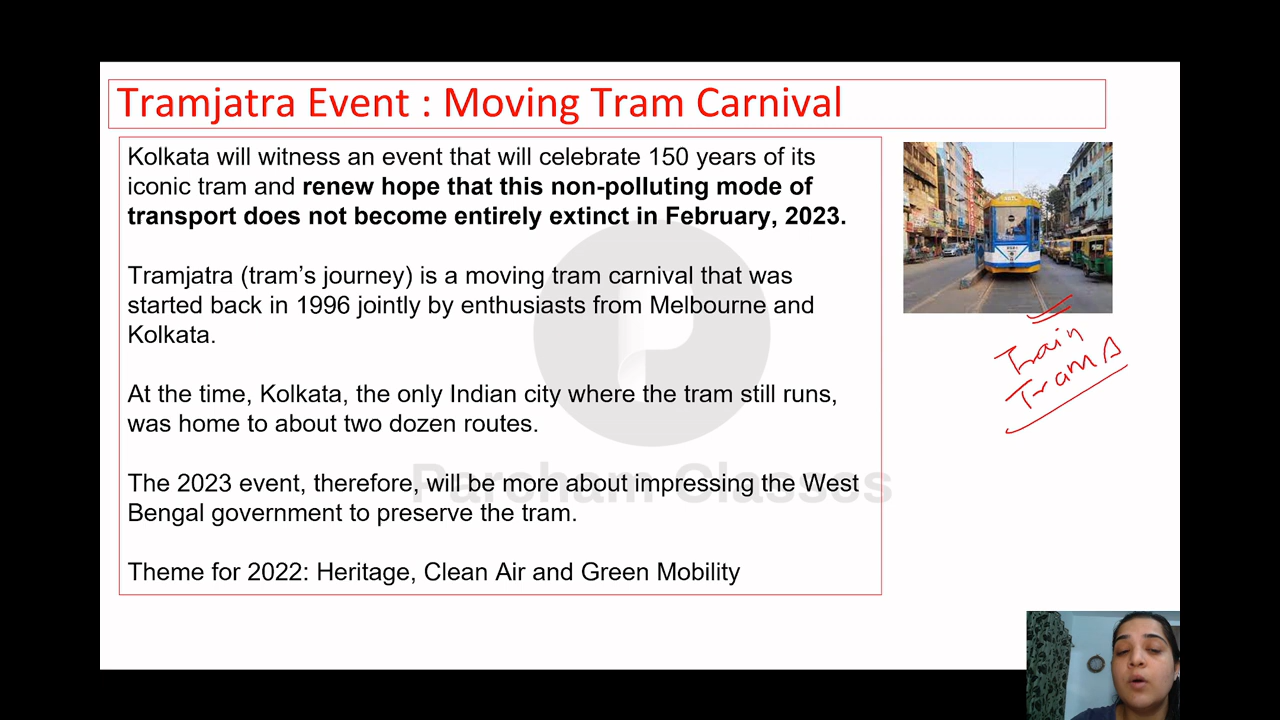 Tramjatra Event : Moving Tram Carnival
Kolkata will witness an event that will celebrate 150 years of its
iconic tram and renew hope that this non-polluting mode of
transport does not become entirely extinct in February, 2023.
Tramjatra (tram’s journey) is a moving tram carnival that was
started back in 1996 jointly by enthusiasts from Melbourne and
Kolkata.
At the time, Kolkata, the only Indian city where the tram still runs,
was home to about two dozen routes.
The 2023 event, therefore, will be more about impressing the West
Bengal government to preserve the tram.
Theme for 2022: Heritage, Clean Air and Green Mobility
Train
Tram
Parcham Classes